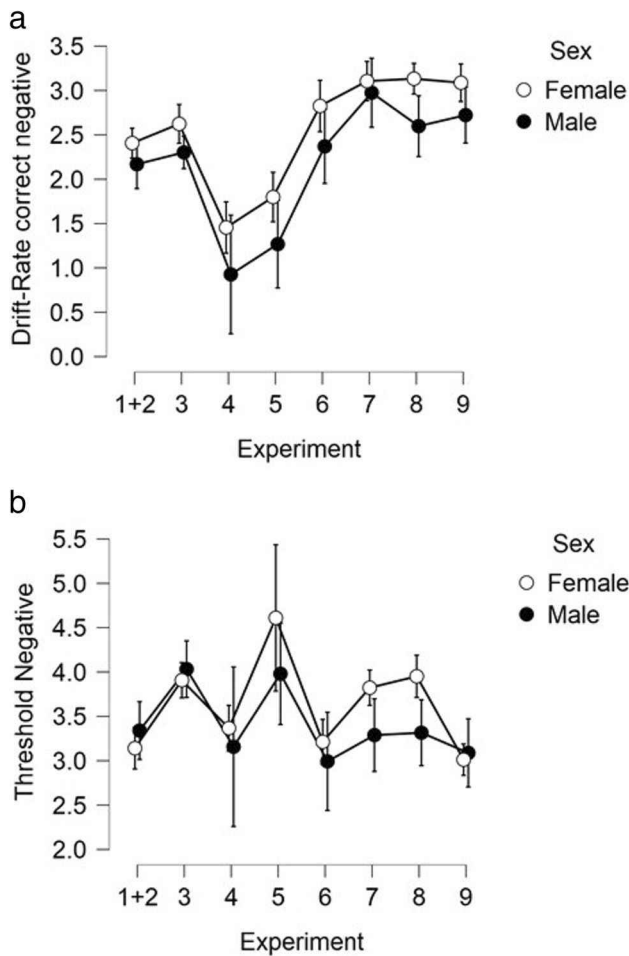 a
Drift-Rate correct negative
3.5
3.0
2.5
2.0
1.5
1.0
0.5
0.0
1+2 3 4 5 6 7 8 9
Experiment
Sex
Female
Male
b
Threshold Negative
5.5
5.0
4.5
4.0
3.5
3.0
2.5
2.0
1+2 3 4 5 6 7 8 9
Experiment
Sex
Female
Male